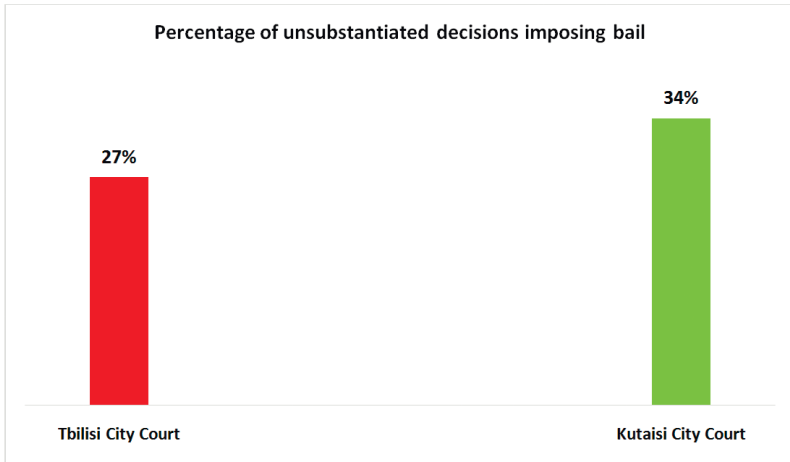 Percentage of unsubstantiated decisions imposing bail
34%
27%
Tbilisi City Court
Kutaisi City Court